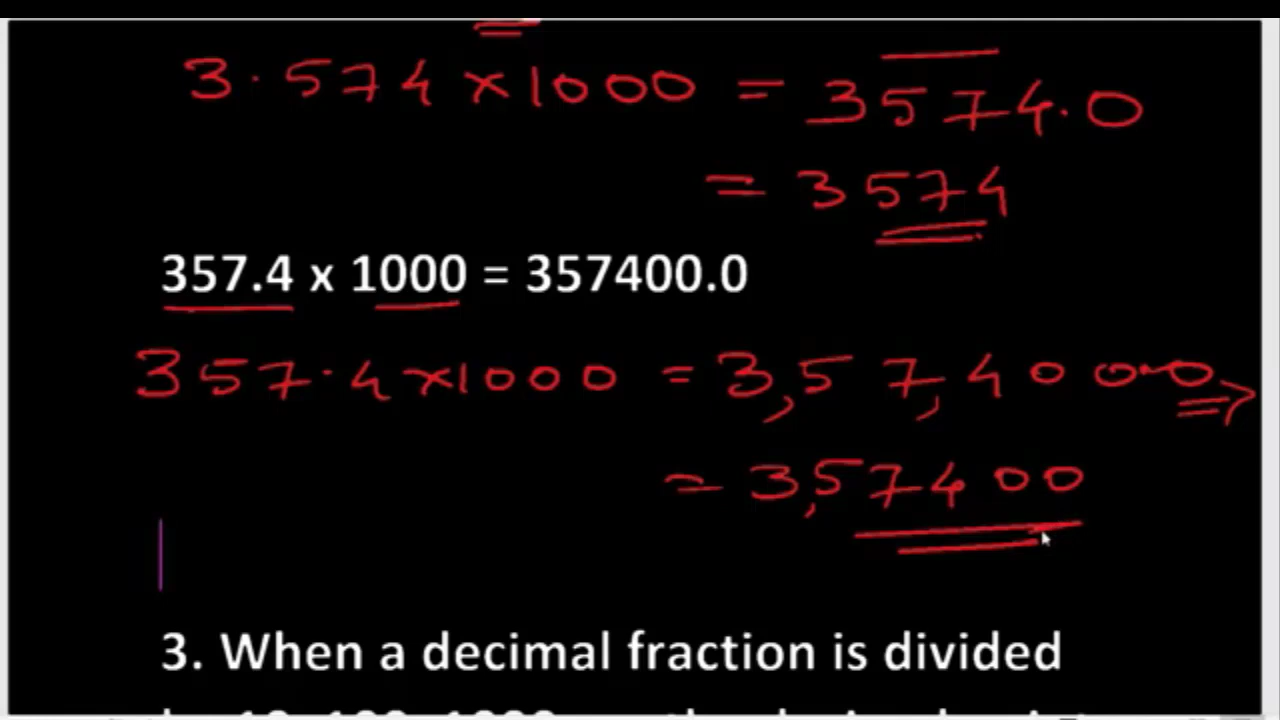 3.574 × 1000 = 3574.0
= 3574
357.4 x 1000 = 357400.0
357.4 × 1000 = 3,57,400.0
= 3,57400
3. When a decimal fraction is divided